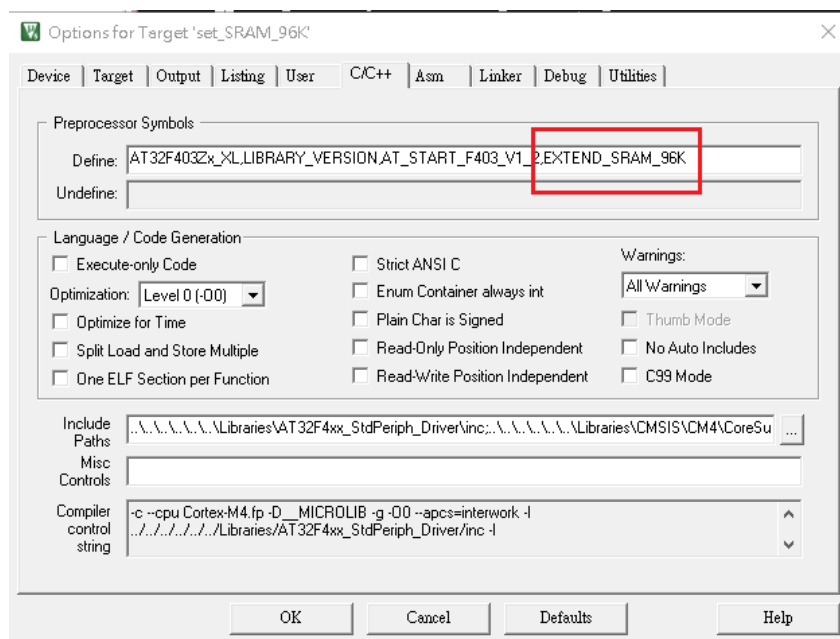 Options for Target 'set_SRAM_96K'
Device Target Output Listing User C/C++ Asm Linker Debug Utilities
Preprocessor Symbols
Define: AT32F403Zx_XL,LIBRARY_VERSION,AT_START_F403_V1_2,EXTEND_SRAM_96K
Undefine:
Language / Code Generation
Execute-only Code
Optimization: Level 0 (-O0)
Optimize for Time
Split Load and Store Multiple
One ELF Section per Function
Strict ANSI C
Enum Container always int
Plain Char is Signed
Read-Only Position Independent
Read-Write Position Independent
Warnings:
All Warnings
Thumb Mode
No Auto Includes
C99 Mode
Include Paths
..\..\..\..\..\..\Libraries\AT32F4xx_StdPeriph_Driver\inc;..\..\..\..\..\..\Libraries\CMSIS\CM4\CoreSu ...
Misc Controls
Compiler control string
-c --cpu Cortex-M4.fp -D__MICROLIB -g -O0 --apcs=interwork -I
../../../../../../Libraries/AT32F4xx_StdPeriph_Driver/inc -I
OK Cancel Defaults Help